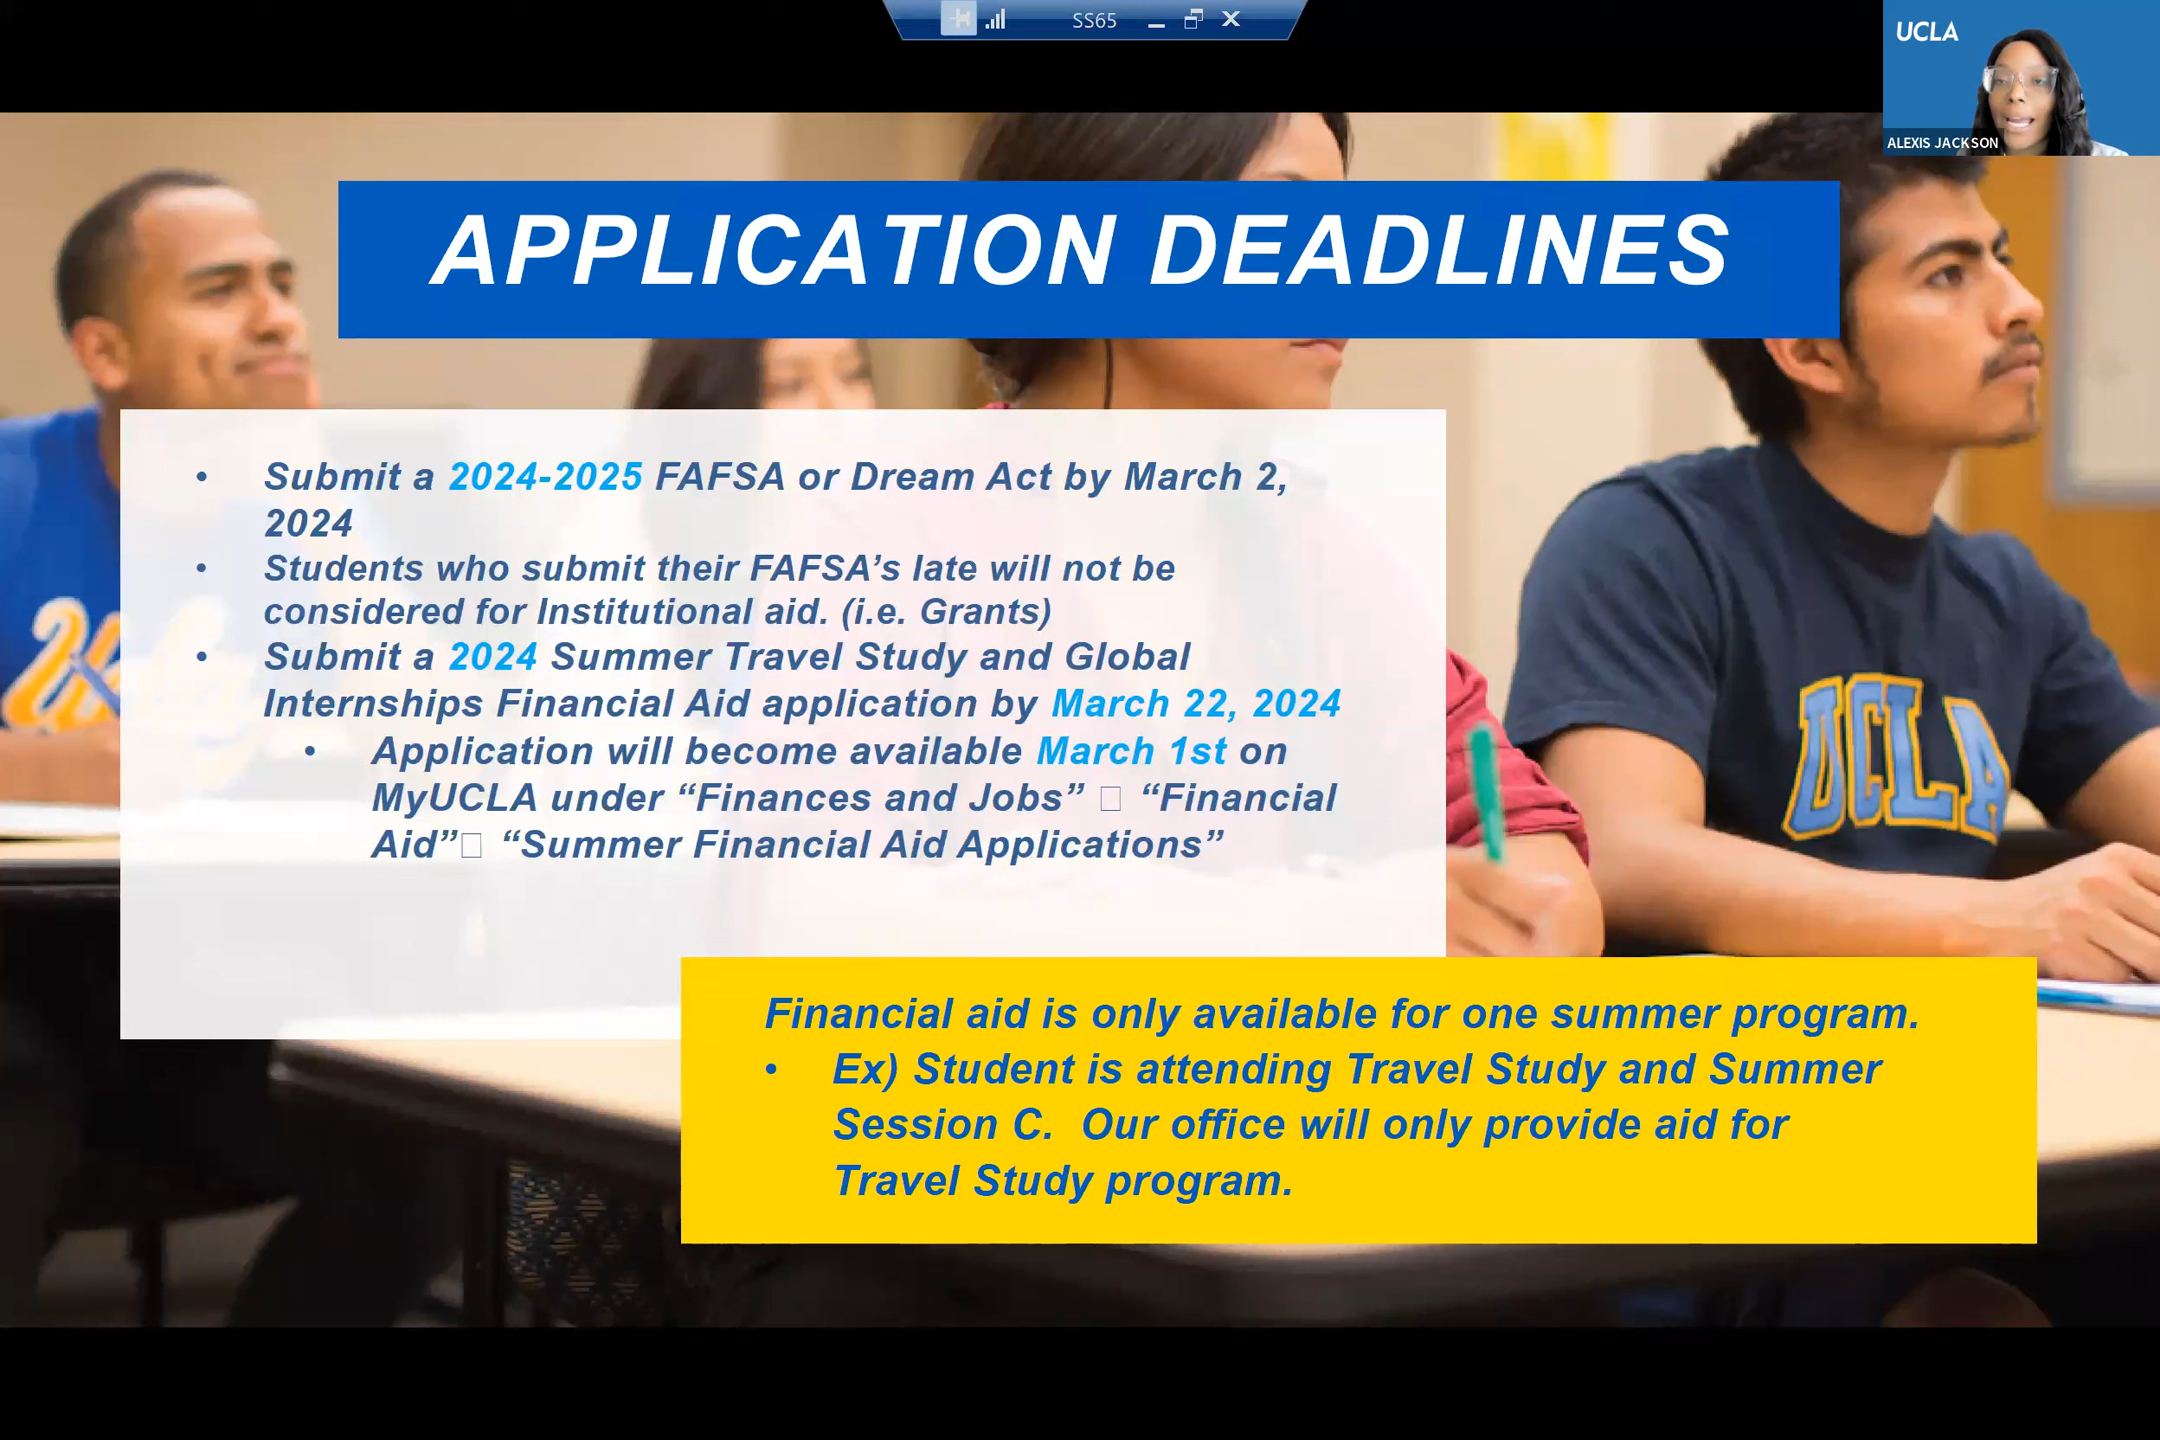 SS65
UCLA
ALEXIS JACKSON
APPLICATION DEADLINES
• Submit a 2024-2025 FAFSA or Dream Act by March 2,
2024
• Students who submit their FAFSA’s late will not be
considered for Institutional aid. (i.e. Grants)
• Submit a 2024 Summer Travel Study and Global
Internships Financial Aid application by March 22, 2024
• Application will become available March 1st on
MyUCLA under “Finances and Jobs” □ “Financial
Aid”□ “Summer Financial Aid Applications”
UCLA
Financial aid is only available for one summer program.
• Ex) Student is attending Travel Study and Summer
Session C. Our office will only provide aid for
Travel Study program.